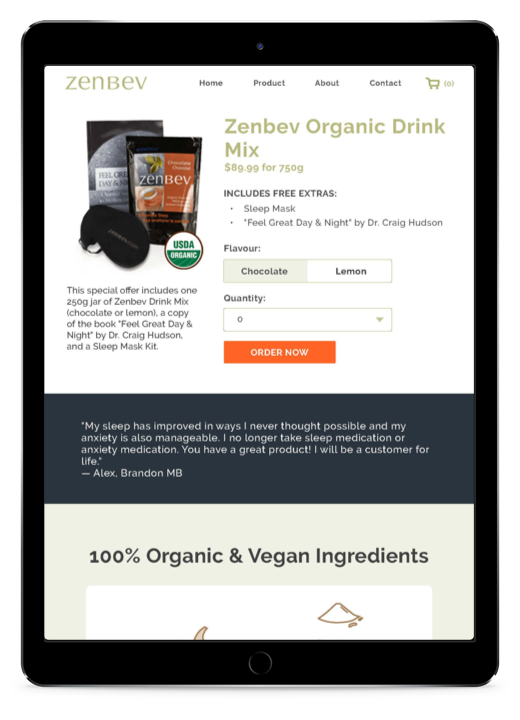 zenBev
Home Product About Contact (0)
Zenbev Organic Drink
Mix
$89.99 for 750g
INCLUDES FREE EXTRAS:
• Sleep Mask
• "Feel Great Day & Night" by Dr. Craig Hudson
Flavour:
Chocolate Lemon
Quantity:
0
ORDER NOW
FEEL GRE
DAY & N
Chocolate
zenBev
zenBev
USDA
ORGANIC
This special offer includes one
250g jar of Zenbev Drink Mix
(chocolate or lemon), a copy
of the book "Feel Great Day &
Night" by Dr. Craig Hudson,
and a Sleep Mask Kit.
"My sleep has improved in ways I never thought possible and my
anxiety is also manageable. I no longer take sleep medication or
anxiety medication. You have a great product! I will be a customer for
life."
— Alex, Brandon MB
100% Organic & Vegan Ingredients